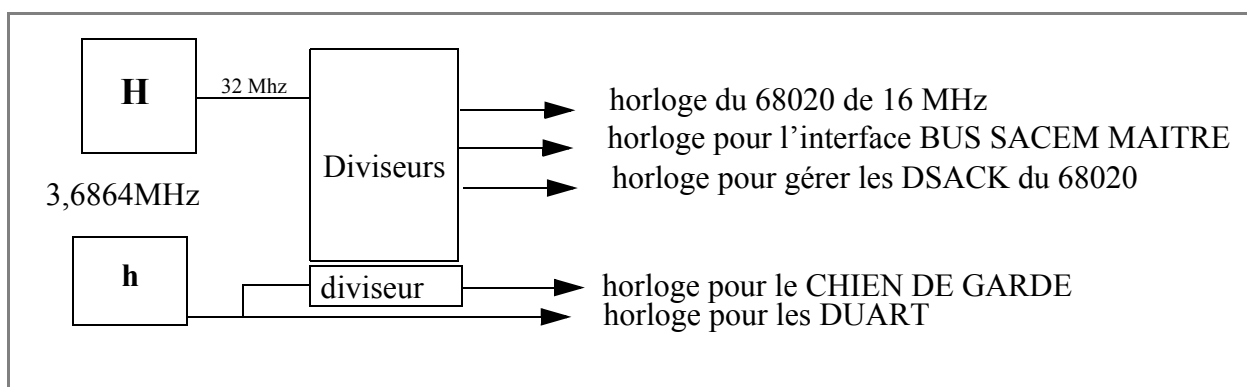 H
32 Mhz
Diviseurs
horloge du 68020 de 16 MHz
horloge pour l’interface BUS SACEM MAITRE
horloge pour gérer les DSACK du 68020
3,6864MHz
h
diviseur
horloge pour le CHIEN DE GARDE
horloge pour les DUART